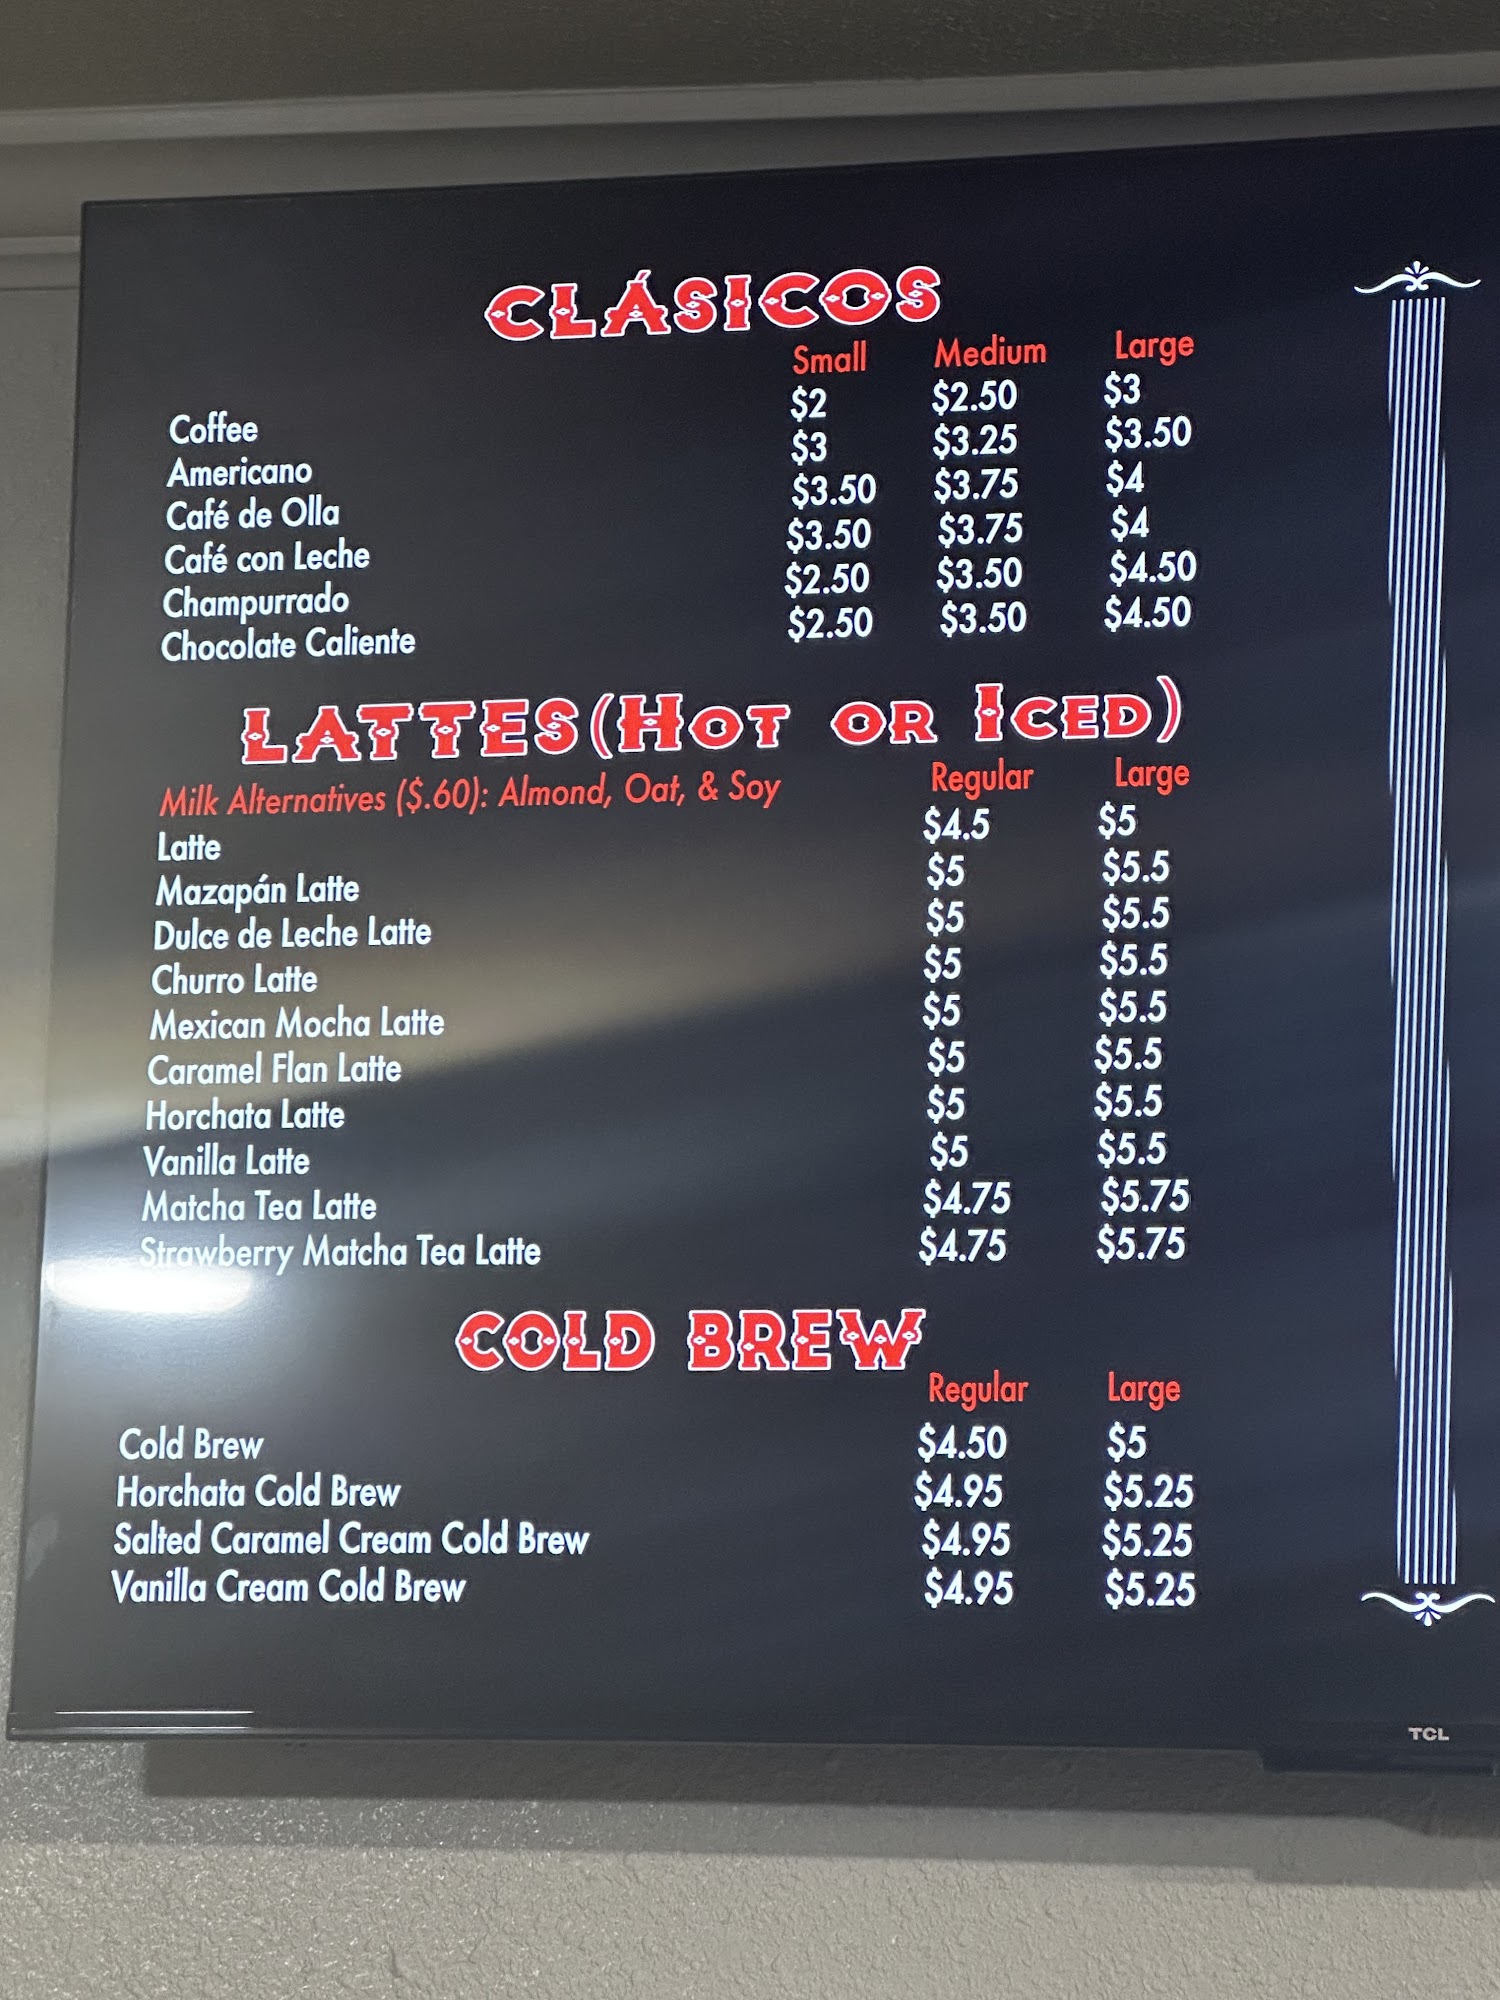 CLÁSICOS
Small Medium Large
Coffee $2 $2.50 $3
Americano $3 $3.25 $3.50
Café de Olla $3.50 $3.75 $4
Café con Leche $3.50 $3.75 $4
Champurrado $2.50 $3.50 $4.50
Chocolate Caliente $2.50 $3.50 $4.50
LATTES(HOT OR ICED)
Regular Large
Milk Alternatives ($.60): Almond, Oat, & Soy
Latte $4.5 $5
Mazapán Latte $5 $5.5
Dulce de Leche Latte $5 $5.5
Churro Latte $5 $5.5
Mexican Mocha Latte $5 $5.5
Caramel Flan Latte $5 $5.5
Horchata Latte $5 $5.5
Vanilla Latte $5 $5.5
Matcha Tea Latte $4.75 $5.75
Strawberry Matcha Tea Latte $4.75 $5.75
COLD BREW
Regular Large
Cold Brew $4.50 $5
Horchata Cold Brew $4.95 $5.25
Salted Caramel Cream Cold Brew $4.95 $5.25
Vanilla Cream Cold Brew $4.95 $5.25
TCL